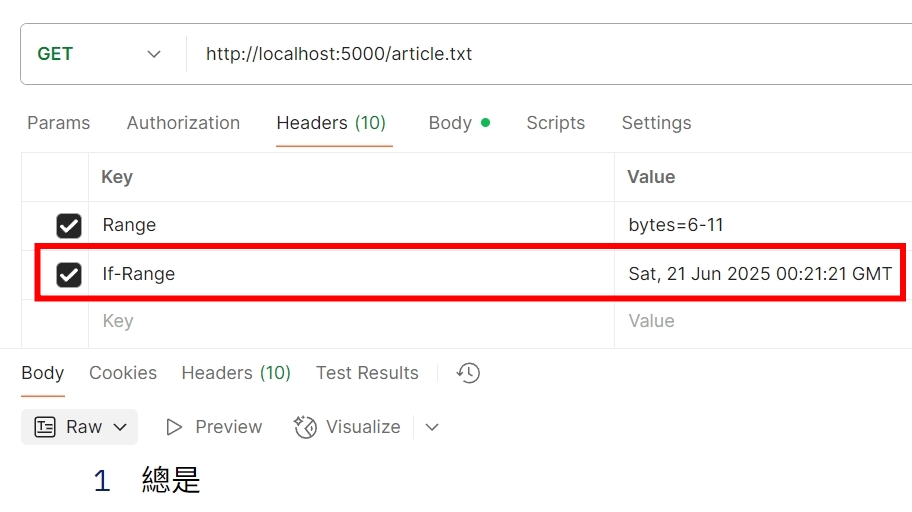 GET http://localhost:5000/article.txt
Params Authorization Headers (10) Body Scripts Settings
Key Value
Range bytes=6-11
If-Range Sat, 21 Jun 2025 00:21:21 GMT
Key Value
Body Cookies Headers (10) Test Results
Raw Preview Visualize
1 總是